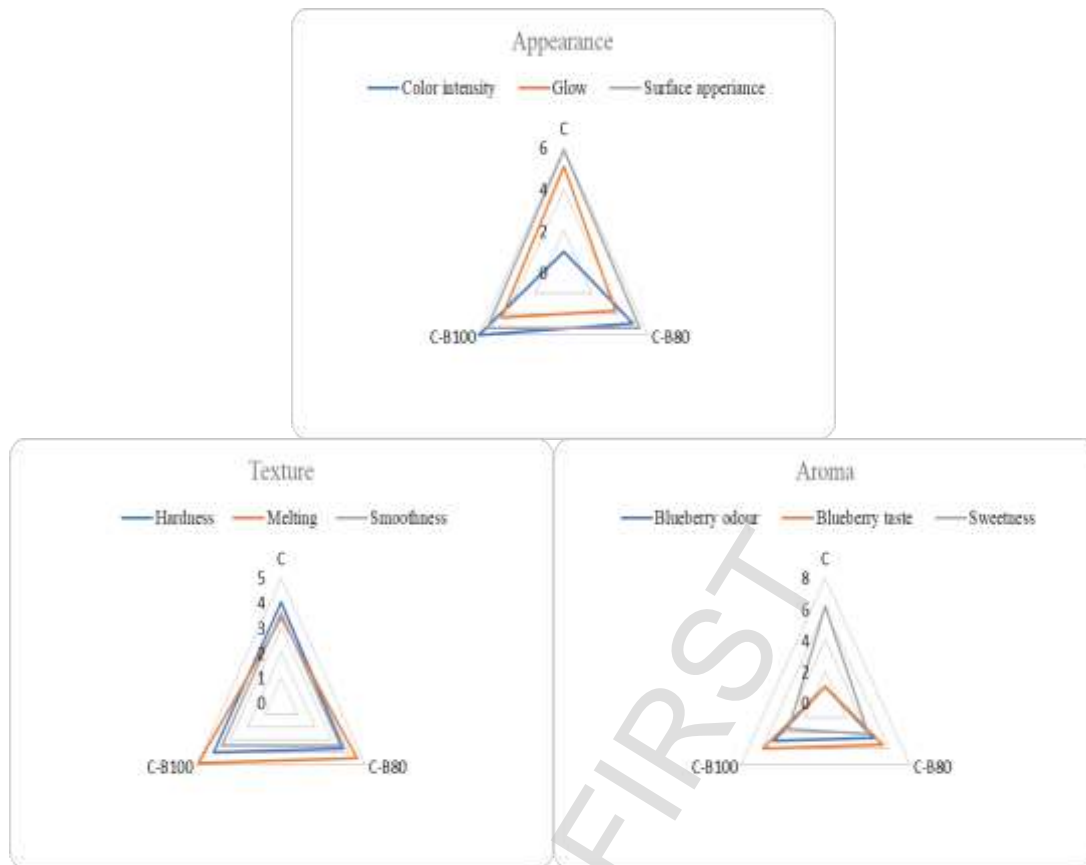 Appearance
Color intensity Glow Surface apperiance
C
6
4
2
0
C-B100 C-B80
Texture
Hardness Melting Smoothness
C
5
4
3
2
1
0
C-B100 C-B80
Aroma
Blueberry odour Blueberry taste Sweetness
C
8
6
4
2
0
C-B100 C-B80
FIRST